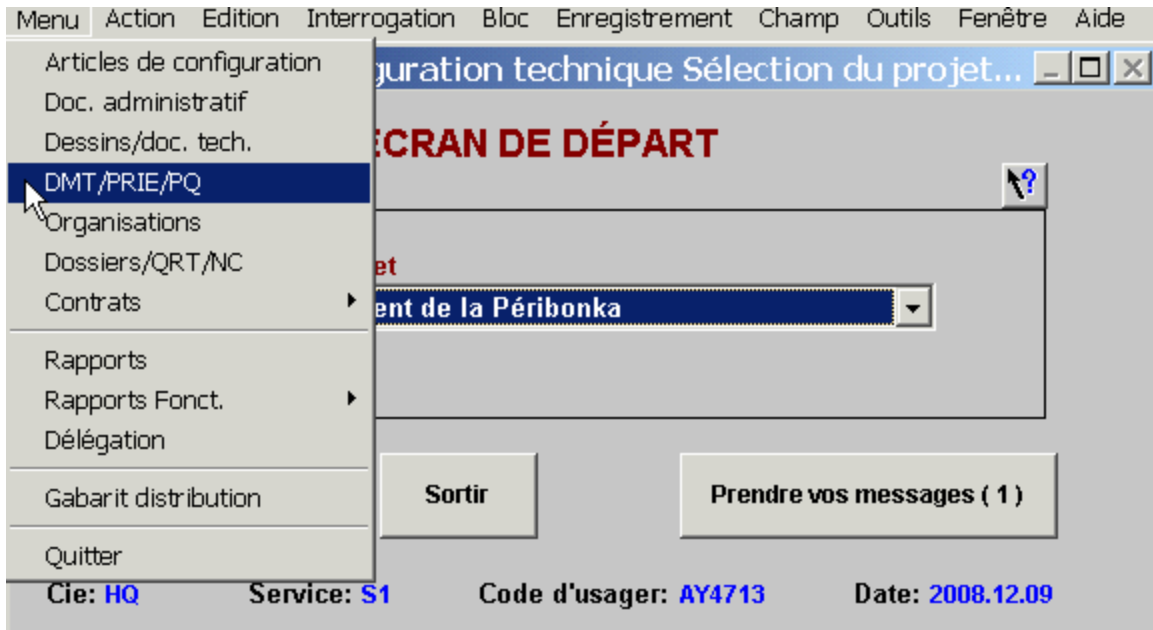 Menu Action Edition Interrogation Bloc Enregistrement Champ Outils Fenêtre Aide
guration technique Sélection du projet...
Articles de configuration
Doc. administratif
Dessins/doc. tech.
ECRAN DE DÉPART
DMT/PRIE/PQ
Organisations
Dossiers/QRT/NC
et
Contrats
ent de la Péribonka
Rapports
Rapports Fonct.
Délégation
Gabarit distribution
Sortir
Prendre vos messages ( 1 )
Quitter
Cie: HQ Service: S1 Code d'usager: AY4713 Date: 2008.12.09